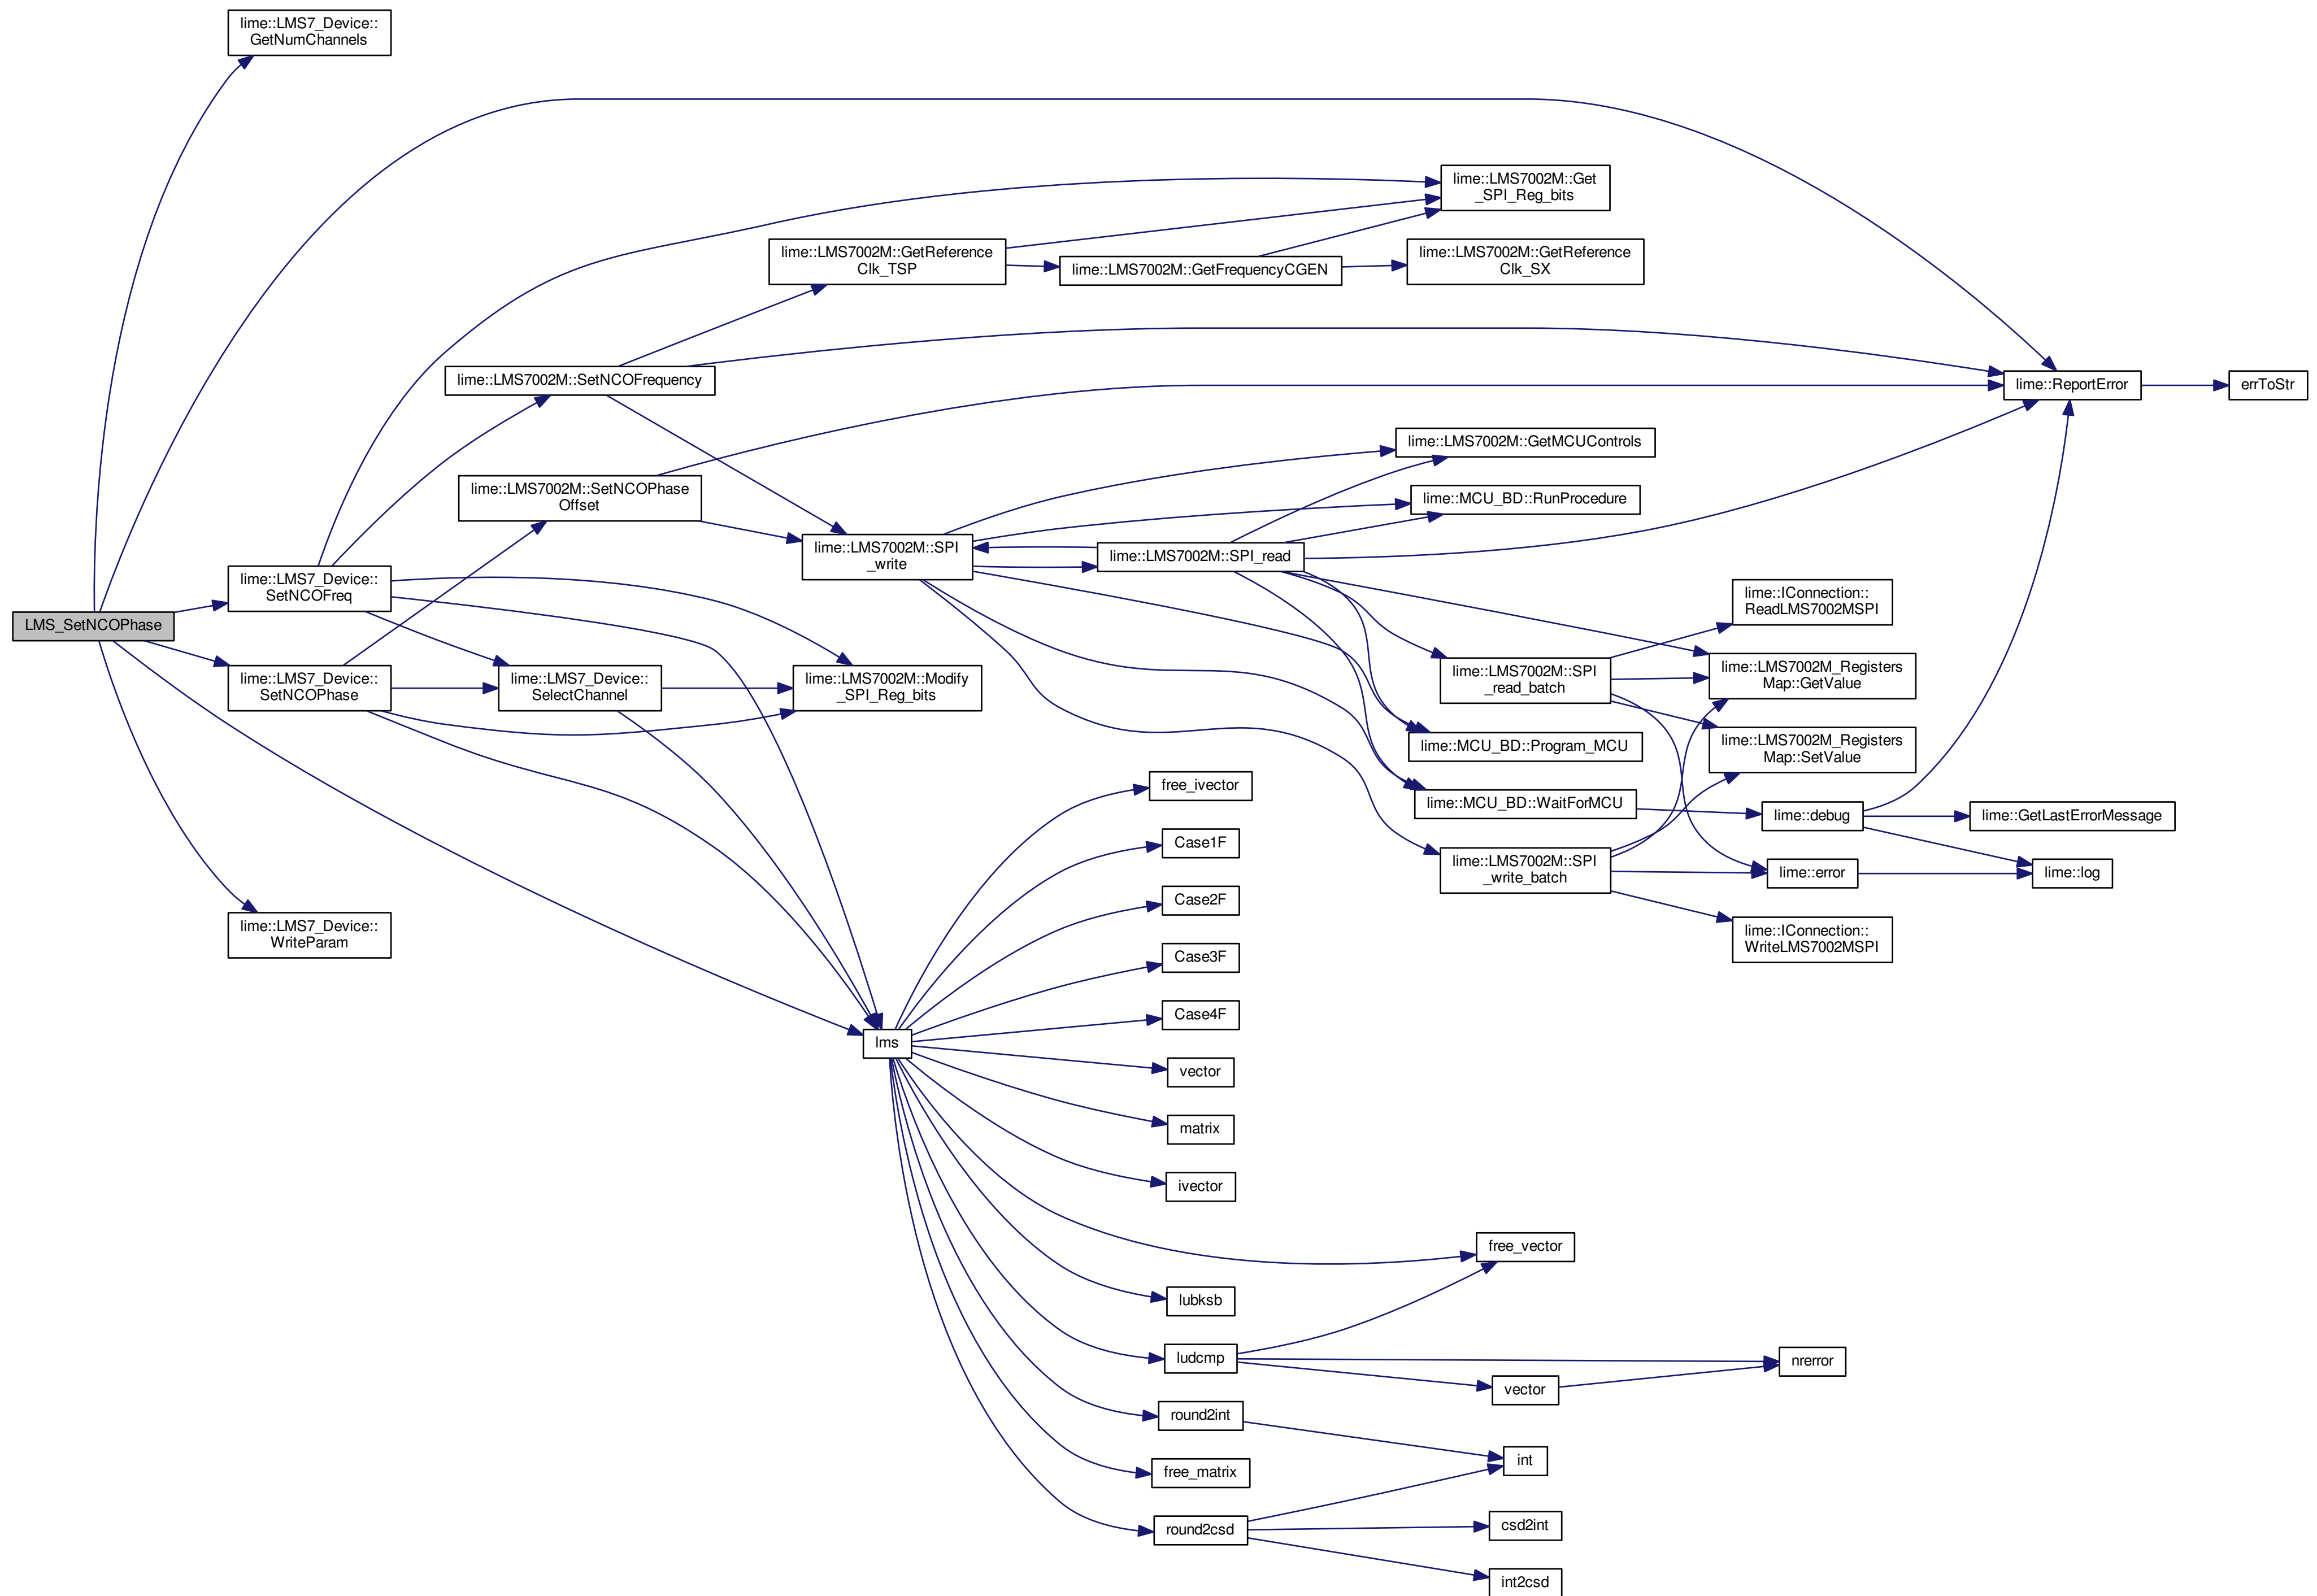 lime::LMS7_Device::
GetNumChannels
lime::LMS7002M::Get
_SPI_Reg_bits
lime::LMS7002M::GetReference
Clk_TSP
lime::LMS7002M::GetFrequencyCGEN
lime::LMS7002M::GetReference
Clk_SX
lime::LMS7002M::SetNCOFrequency
lime::ReportError
errToStr
lime::LMS7002M::GetMCUControls
lime::LMS7002M::SetNCOPhase
Offset
lime::MCU_BD::RunProcedure
lime::LMS7002M::SPI
_write
lime::LMS7002M::SPI_read
lime::LMS7_Device::
SetNCOFreq
lime::IConnection::
ReadLMS7002MSPI
LMS_SetNCOPhase
lime::LMS7_Device::
SetNCOPhase
lime::LMS7_Device::
SelectChannel
lime::LMS7002M::Modify
_SPI_Reg_bits
lime::LMS7002M::SPI
_read_batch
lime::LMS7002M_Registers
Map::GetValue
lime::LMS7002M_Registers
Map::SetValue
lime::MCU_BD::Program_MCU
free_ivector
lime::MCU_BD::WaitForMCU
lime::debug
lime::GetLastErrorMessage
Case1F
lime::LMS7002M::SPI
_write_batch
lime::error
lime::log
Case2F
lime::LMS7_Device::
WriteParam
lime::IConnection::
WriteLMS7002MSPI
Case3F
Case4F
lms
vector
matrix
ivector
free_vector
lubksb
ludcmp
nrerror
vector
round2int
int
free_matrix
round2csd
csd2int
int2csd